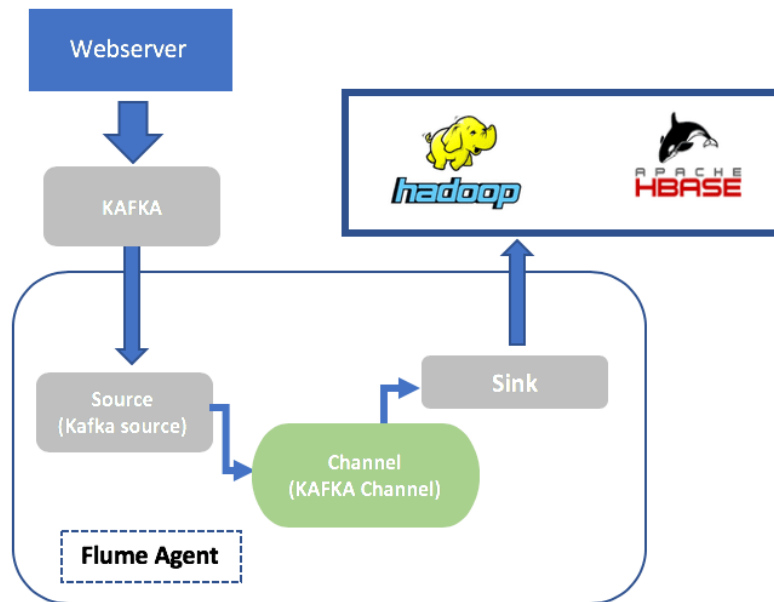 Webserver
KAFKA
hadoop
APACHE
HBASE
Source
(Kafka source)
Sink
Channel
(KAFKA Channel)
Flume Agent